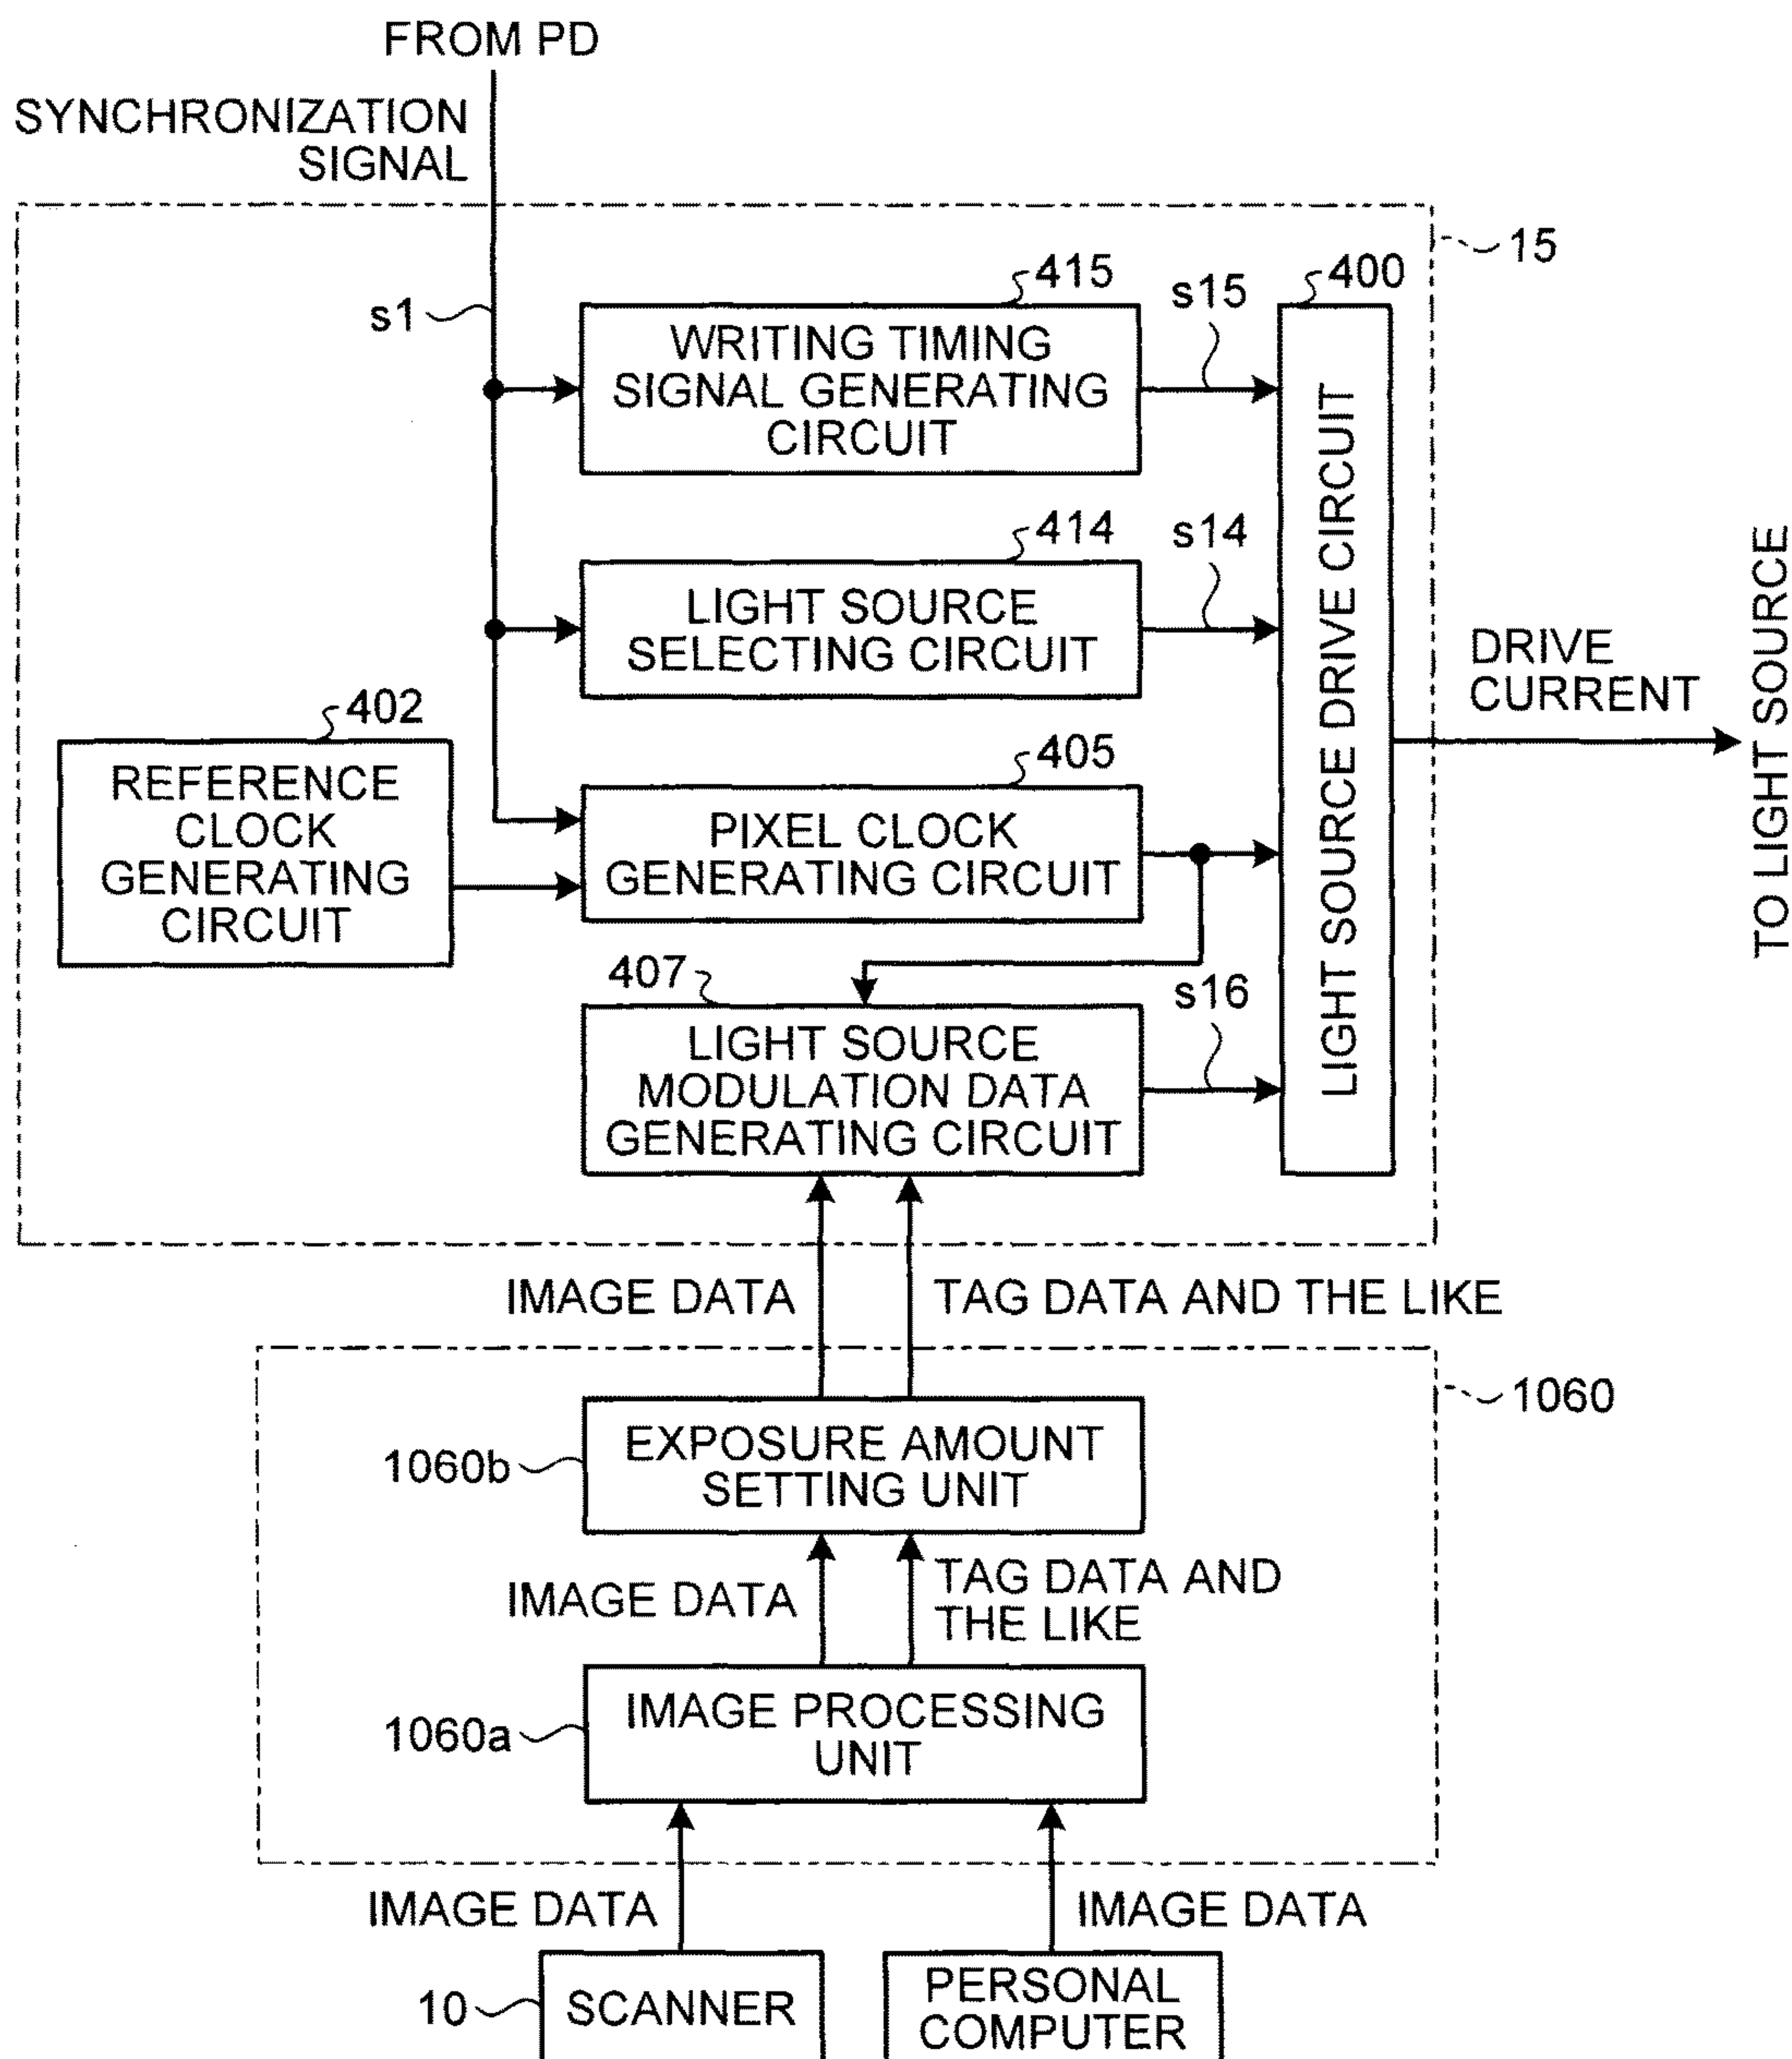 FROM PD
SYNCHRONIZATION
SIGNAL
15
s1
415
WRITING TIMING
SIGNAL GENERATING
CIRCUIT
s15
400
LIGHT SOURCE DRIVE CIRCUIT
414
LIGHT SOURCE
SELECTING CIRCUIT
s14
DRIVE
CURRENT
TO LIGHT SOURCE
402
REFERENCE
CLOCK
GENERATING
CIRCUIT
405
PIXEL CLOCK
GENERATING CIRCUIT
407
LIGHT SOURCE
MODULATION DATA
GENERATING CIRCUIT
s16
IMAGE DATA
TAG DATA AND THE LIKE
1060
1060b
EXPOSURE AMOUNT
SETTING UNIT
IMAGE DATA
TAG DATA AND
THE LIKE
1060a
IMAGE PROCESSING
UNIT
IMAGE DATA
IMAGE DATA
10
SCANNER
PERSONAL
COMPUTER